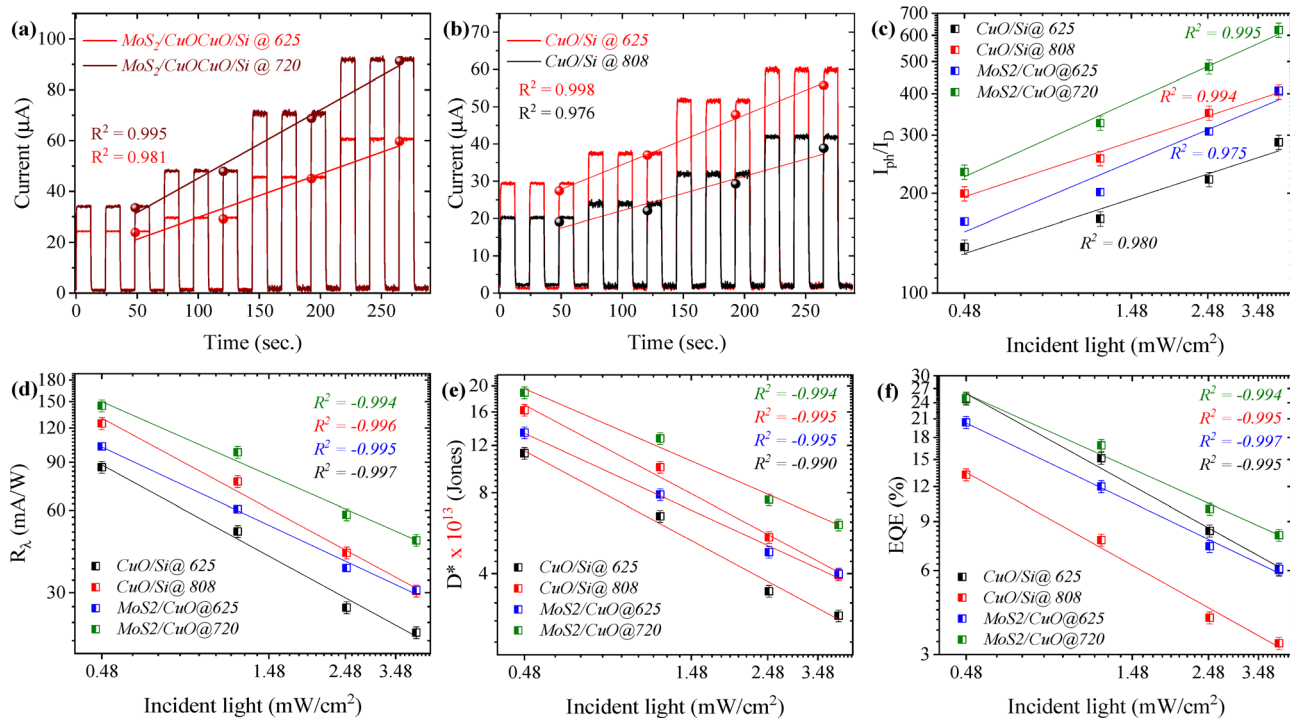 (a)
MoS₂/CuOCuO/Si @ 625
MoS₂/CuOCuO/Si @ 720
R² = 0.995
R² = 0.981
Current (µA)
100
80
60
40
20
0
0 50 100 150 200 250
Time (sec.)
(b)
CuO/Si @ 625
CuO/Si @ 808
R² = 0.998
R² = 0.976
Current (µA)
70
60
50
40
30
20
10
0
0 50 100 150 200 250
Time (sec.)
(c)
CuO/Si@ 625
CuO/Si@ 808
MoS2/CuO@625
MoS2/CuO@720
R² = 0.995
R² = 0.994
R² = 0.975
R² = 0.980
I_ph/I_D
700
600
500
400
300
200
100
0.48 1.48 2.48 3.48
Incident light (mW/cm²)
(d)
R² = -0.994
R² = -0.996
R² = -0.995
R² = -0.997
CuO/Si@ 625
CuO/Si@ 808
MoS2/CuO@625
MoS2/CuO@720
R_λ (mA/W)
180
150
120
90
60
30
0.48 1.48 2.48 3.48
Incident light (mW/cm²)
(e)
R² = -0.994
R² = -0.995
R² = -0.995
R² = -0.990
CuO/Si@ 625
CuO/Si@ 808
MoS2/CuO@625
MoS2/CuO@720
D* x 10¹³ (Jones)
20
16
12
8
4
0.48 1.48 2.48 3.48
Incident light (mW/cm²)
(f)
R² = -0.994
R² = -0.995
R² = -0.997
R² = -0.995
CuO/Si@ 625
CuO/Si@ 808
MoS2/CuO@625
MoS2/CuO@720
EQE (%)
30
27
24
21
18
15
12
9
6
3
0.48 1.48 2.48 3.48
Incident light (mW/cm²)